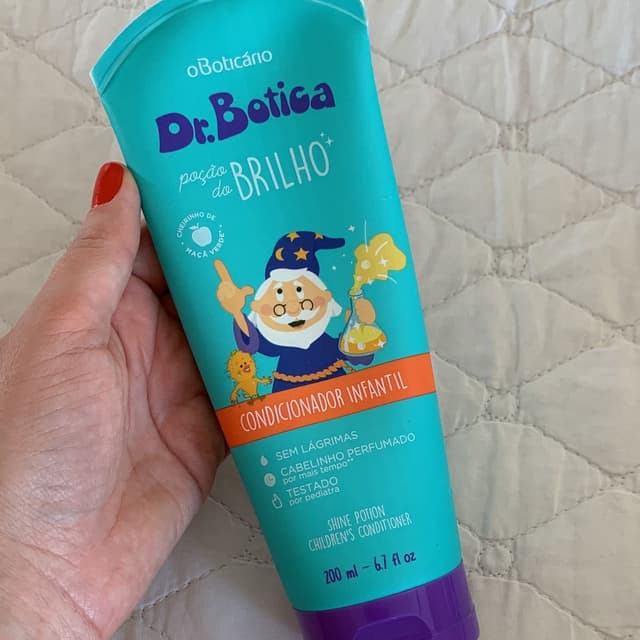 oBoticário
Dr. Botica
poção
do BRILHO
CHEIRINHO DE
MAÇÃ VERDE
CONDICIONADOR INFANTIL
SEM LÁGRIMAS
CABELINHO PERFUMADO
por mais tempo**
TESTADO
por pediatra
SHINE POTION
CHILDREN'S CONDITIONER
200 ml – 6.7 fl oz